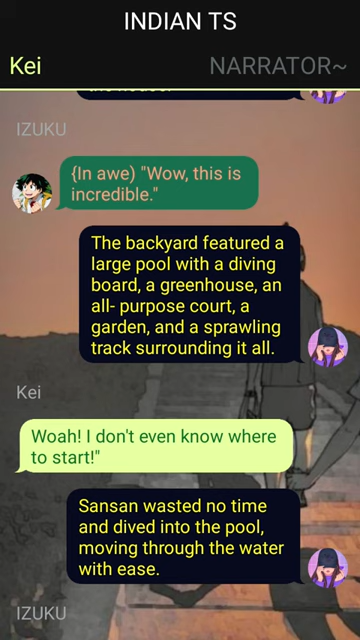 INDIAN TS
Kei
NARRATOR~
IZUKU
{In awe) "Wow, this is
incredible."
The backyard featured a
large pool with a diving
board, a greenhouse, an
all- purpose court, a
garden, and a sprawling
track surrounding it all.
Kei
Woah! I don't even know where
to start!"
Sansan wasted no time
and dived into the pool,
moving through the water
with ease.
IZUKU